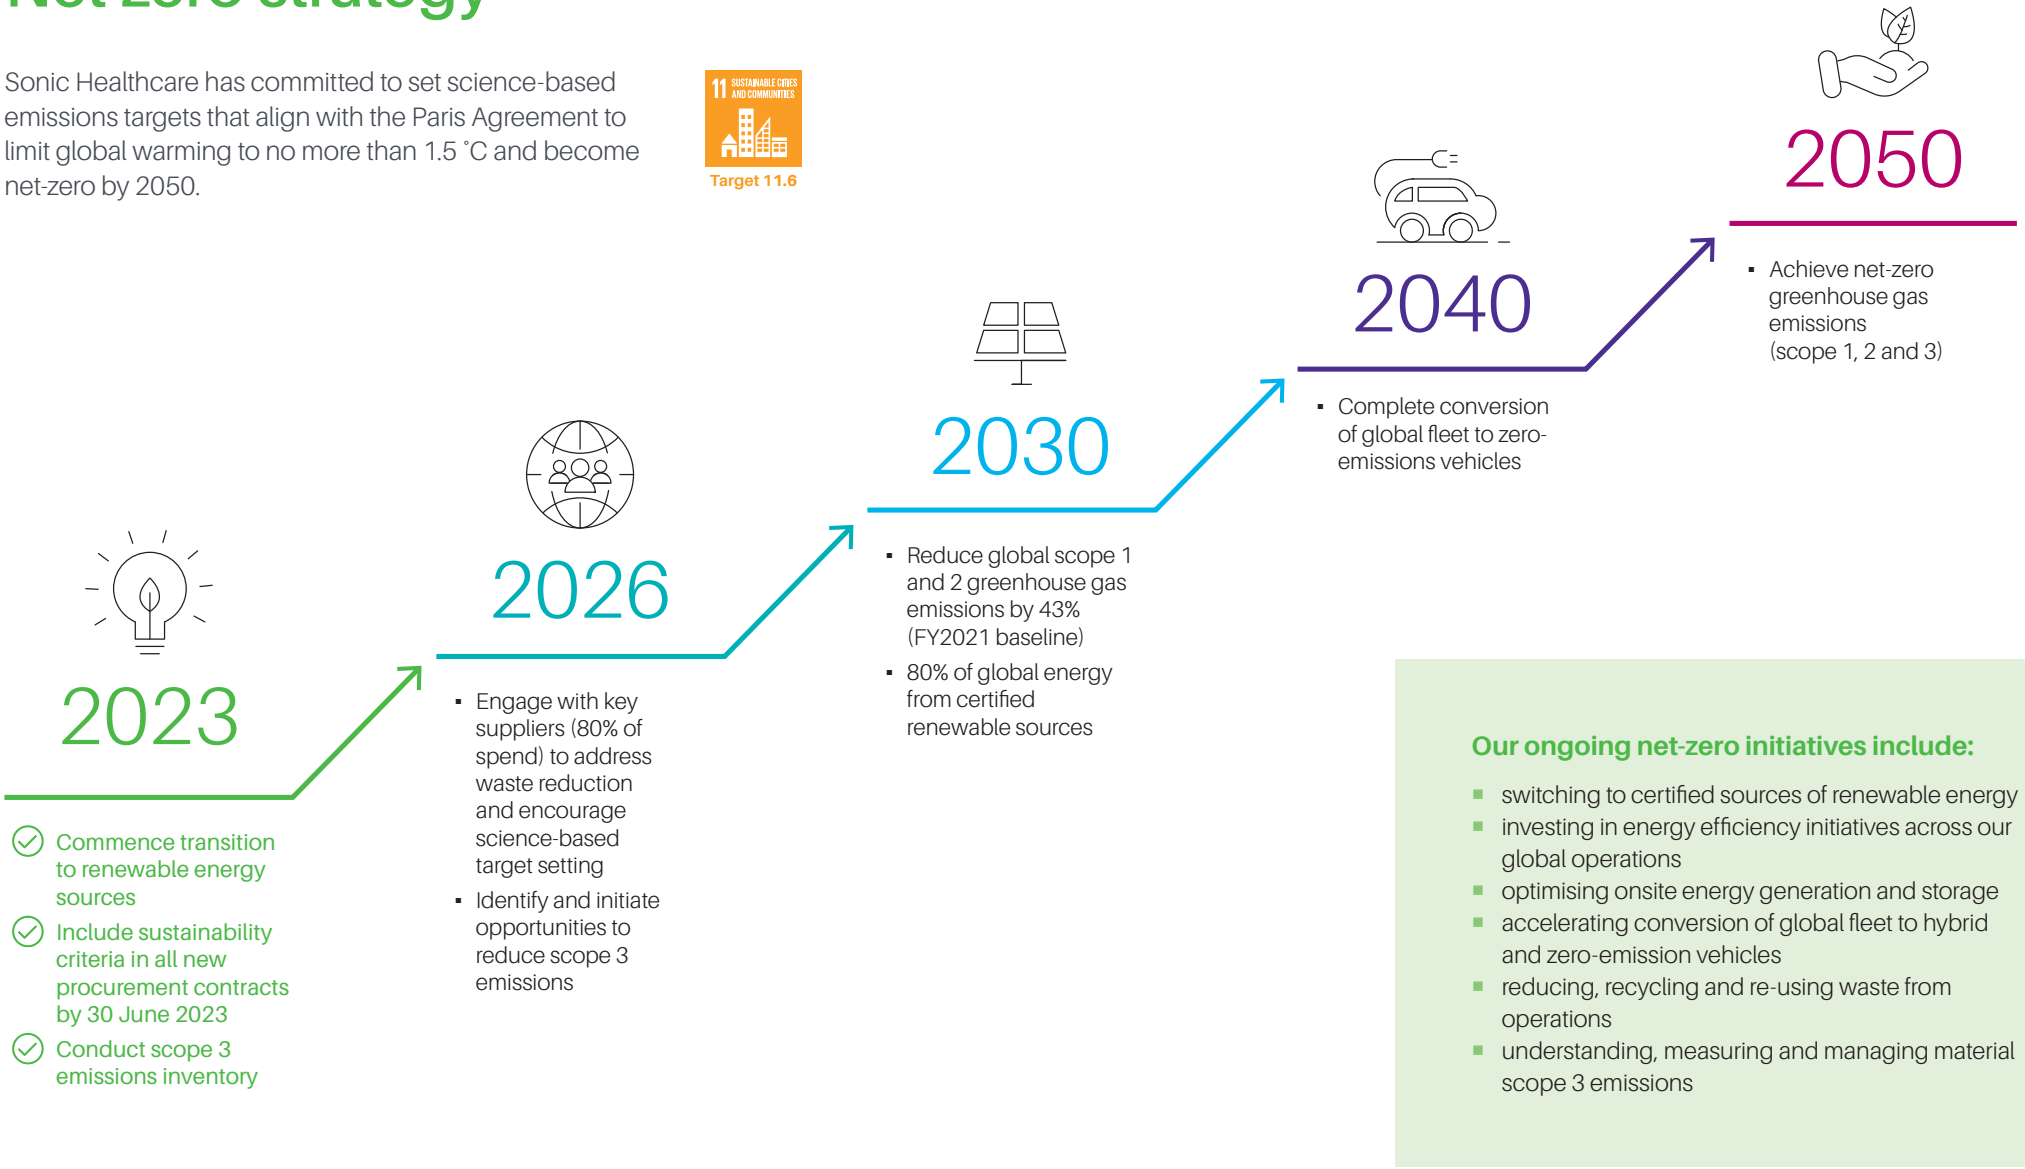 Net-zero strategy
Sonic Healthcare has committed to set science-based
emissions targets that align with the Paris Agreement to
limit global warming to no more than 1.5 ˚C and become
net-zero by 2050.
11 SUSTAINABLE CITIES
AND COMMUNITIES
Target 11.6
2023
Commence transition
to renewable energy
sources
Include sustainability
criteria in all new
procurement contracts
by 30 June 2023
Conduct scope 3
emissions inventory
2026
▪ Engage with key
suppliers (80% of
spend) to address
waste reduction
and encourage
science-based
target setting
▪ Identify and initiate
opportunities to
reduce scope 3
emissions
2030
▪ Reduce global scope 1
and 2 greenhouse gas
emissions by 43%
(FY2021 baseline)
▪ 80% of global energy
from certified
renewable sources
2040
▪ Complete conversion
of global fleet to zero-
emissions vehicles
2050
▪ Achieve net-zero
greenhouse gas
emissions
(scope 1, 2 and 3)
Our ongoing net-zero initiatives include:
▪ switching to certified sources of renewable energy
▪ investing in energy efficiency initiatives across our
global operations
▪ optimising onsite energy generation and storage
▪ accelerating conversion of global fleet to hybrid
and zero-emission vehicles
▪ reducing, recycling and re-using waste from
operations
▪ understanding, measuring and managing material
scope 3 emissions